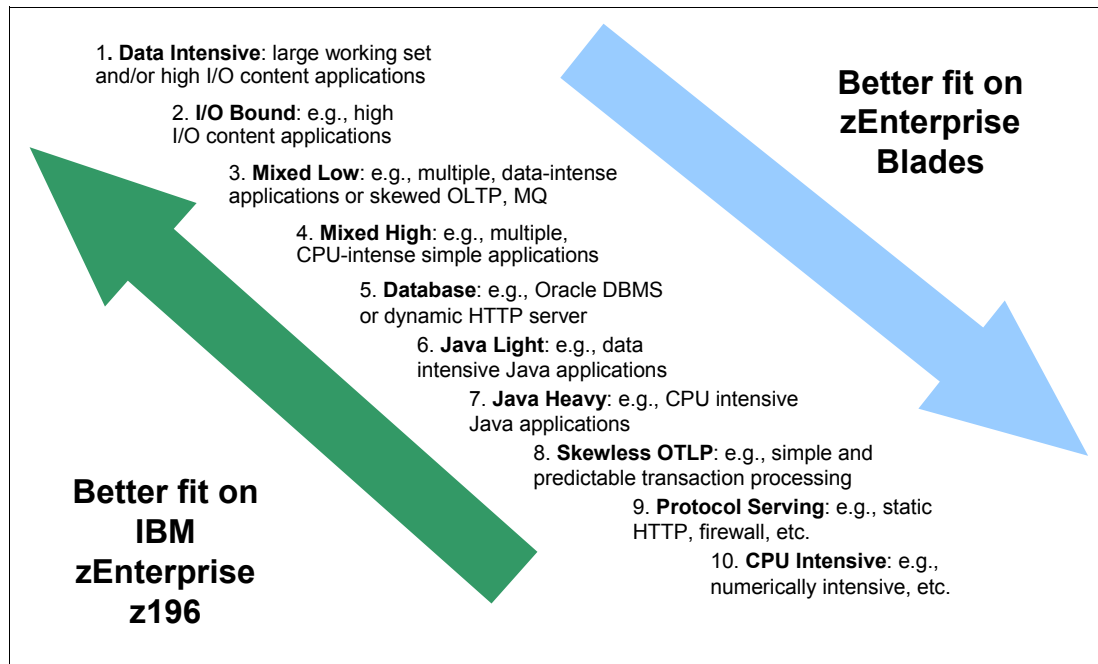 1. Data Intensive: large working set
and/or high I/O content applications
2. I/O Bound: e.g., high
I/O content applications
3. Mixed Low: e.g., multiple, data-intense
applications or skewed OLTP, MQ
4. Mixed High: e.g., multiple,
CPU-intense simple applications
5. Database: e.g., Oracle DBMS
or dynamic HTTP server
6. Java Light: e.g., data
intensive Java applications
7. Java Heavy: e.g., CPU intensive
Java applications
8. Skewless OTLP: e.g., simple and
predictable transaction processing
9. Protocol Serving: e.g., static
HTTP, firewall, etc.
10. CPU Intensive: e.g.,
numerically intensive, etc.
Better fit on
zEnterprise
Blades
Better fit on
IBM
zEnterprise
z196